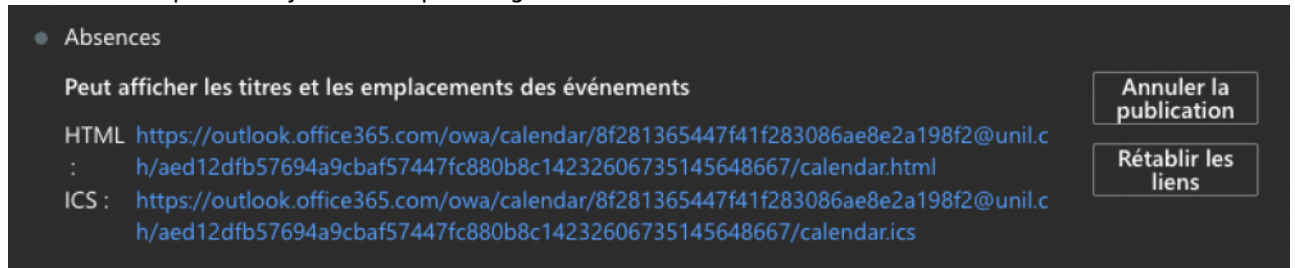 Absences
Peut afficher les titres et les emplacements des événements
Annuler la
publication
HTML https://outlook.office365.com/owa/calendar/8f281365447f41f283086ae8e2a198f2@unil.c
: h/aed12dfb57694a9cbaf57447fc880b8c14232606735145648667/calendar.html
Rétablir les
liens
ICS : https://outlook.office365.com/owa/calendar/8f281365447f41f283086ae8e2a198f2@unil.c
h/aed12dfb57694a9cbaf57447fc880b8c14232606735145648667/calendar.ics